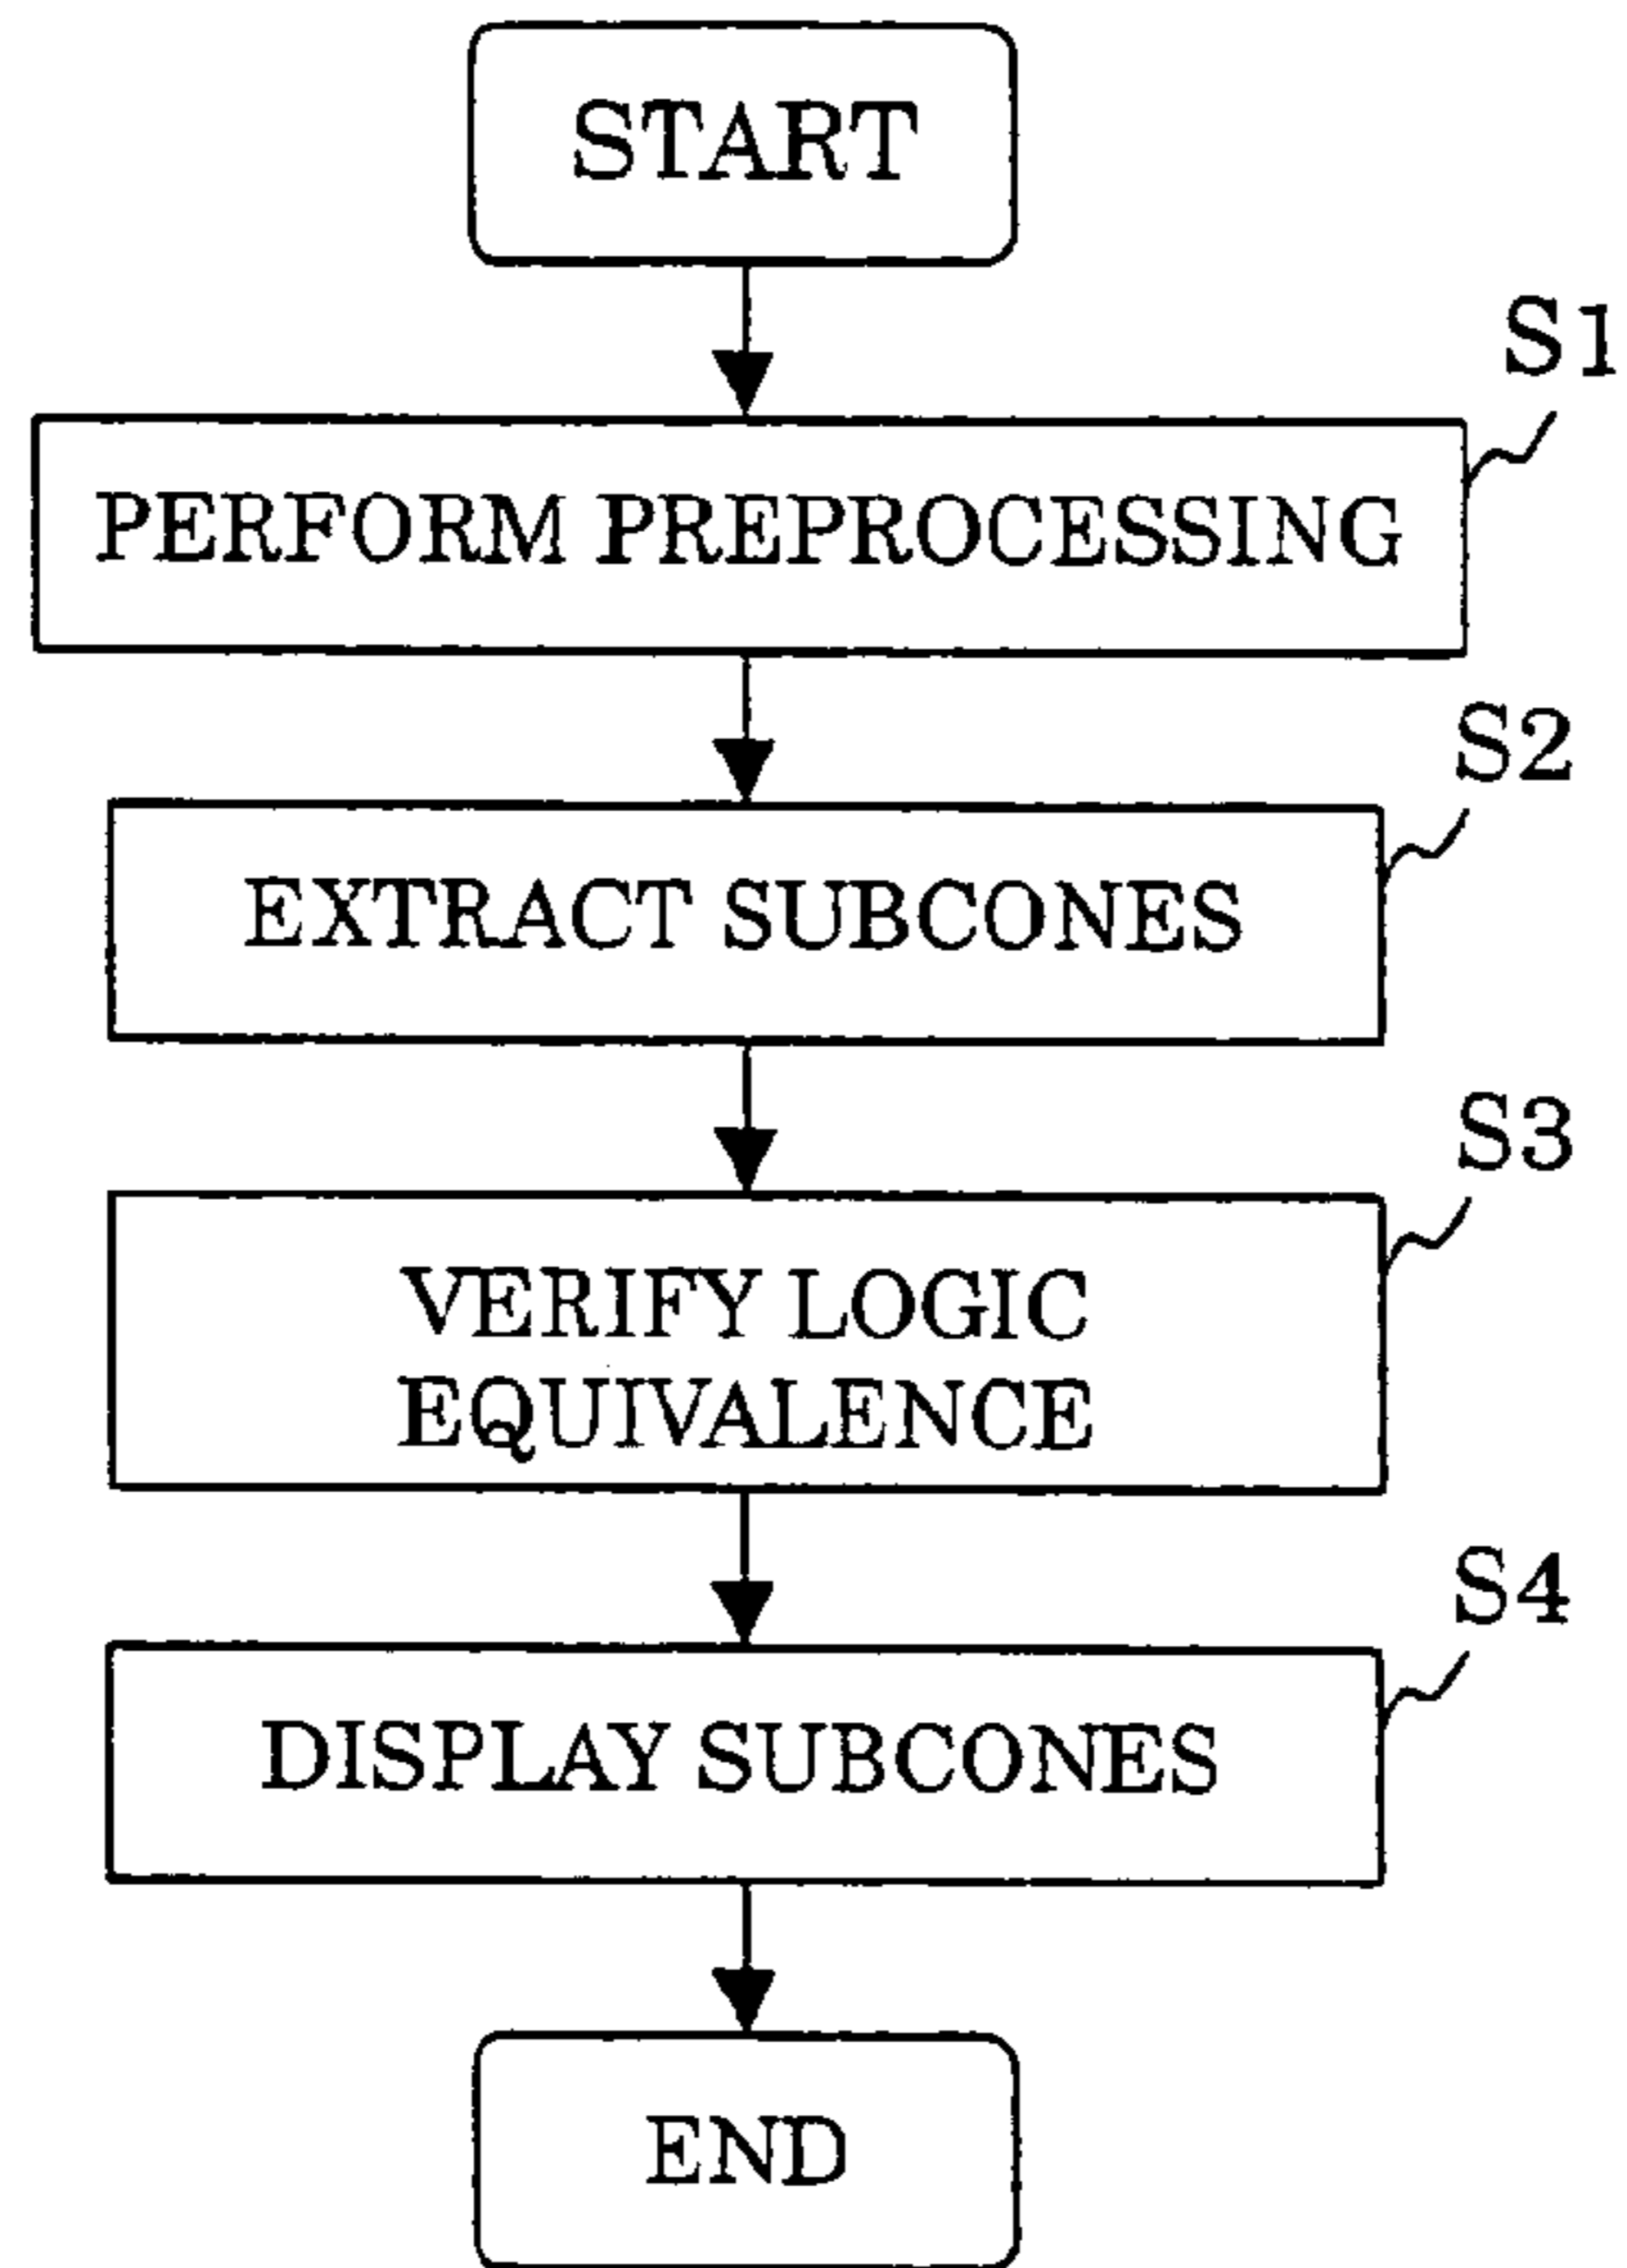 START
S1
PERFORM PREPROCESSING
S2
EXTRACT SUBCONES
S3
VERIFY LOGIC
EQUIVALENCE
S4
DISPLAY SUBCONES
END